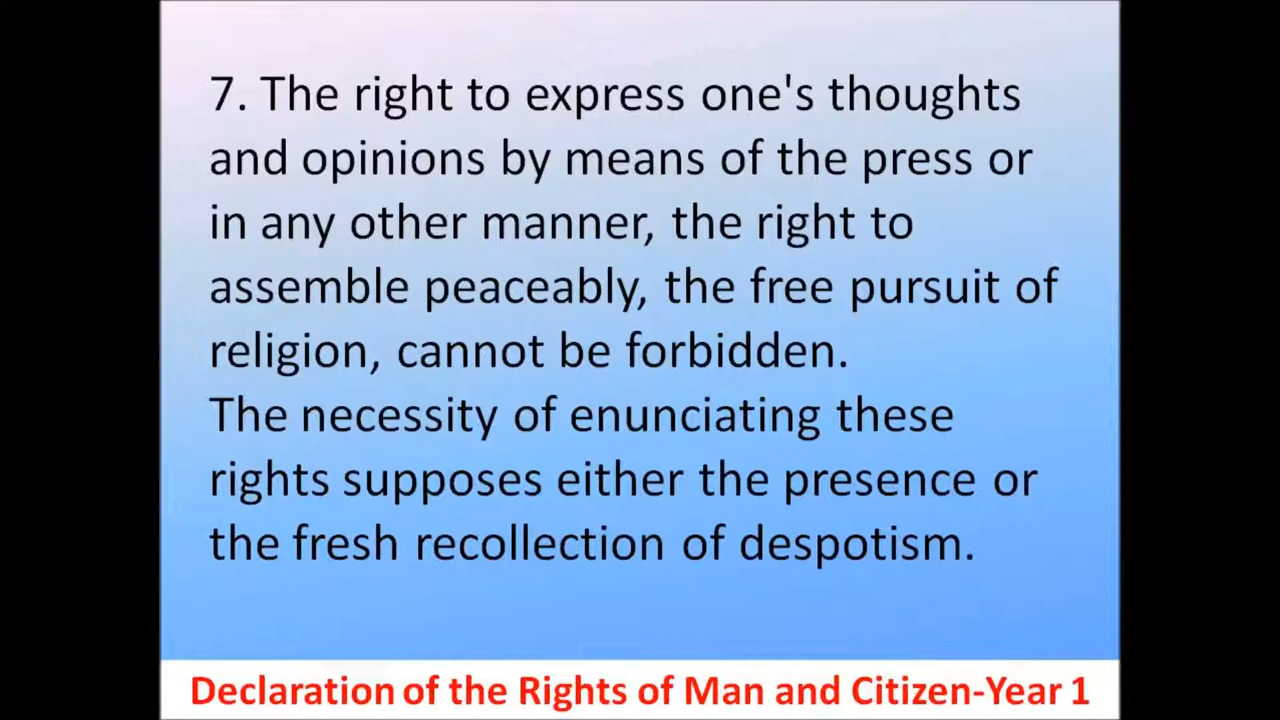 7. The right to express one's thoughts
and opinions by means of the press or
in any other manner, the right to
assemble peaceably, the free pursuit of
religion, cannot be forbidden.
The necessity of enunciating these
rights supposes either the presence or
the fresh recollection of despotism.
Declaration of the Rights of Man and Citizen-Year 1